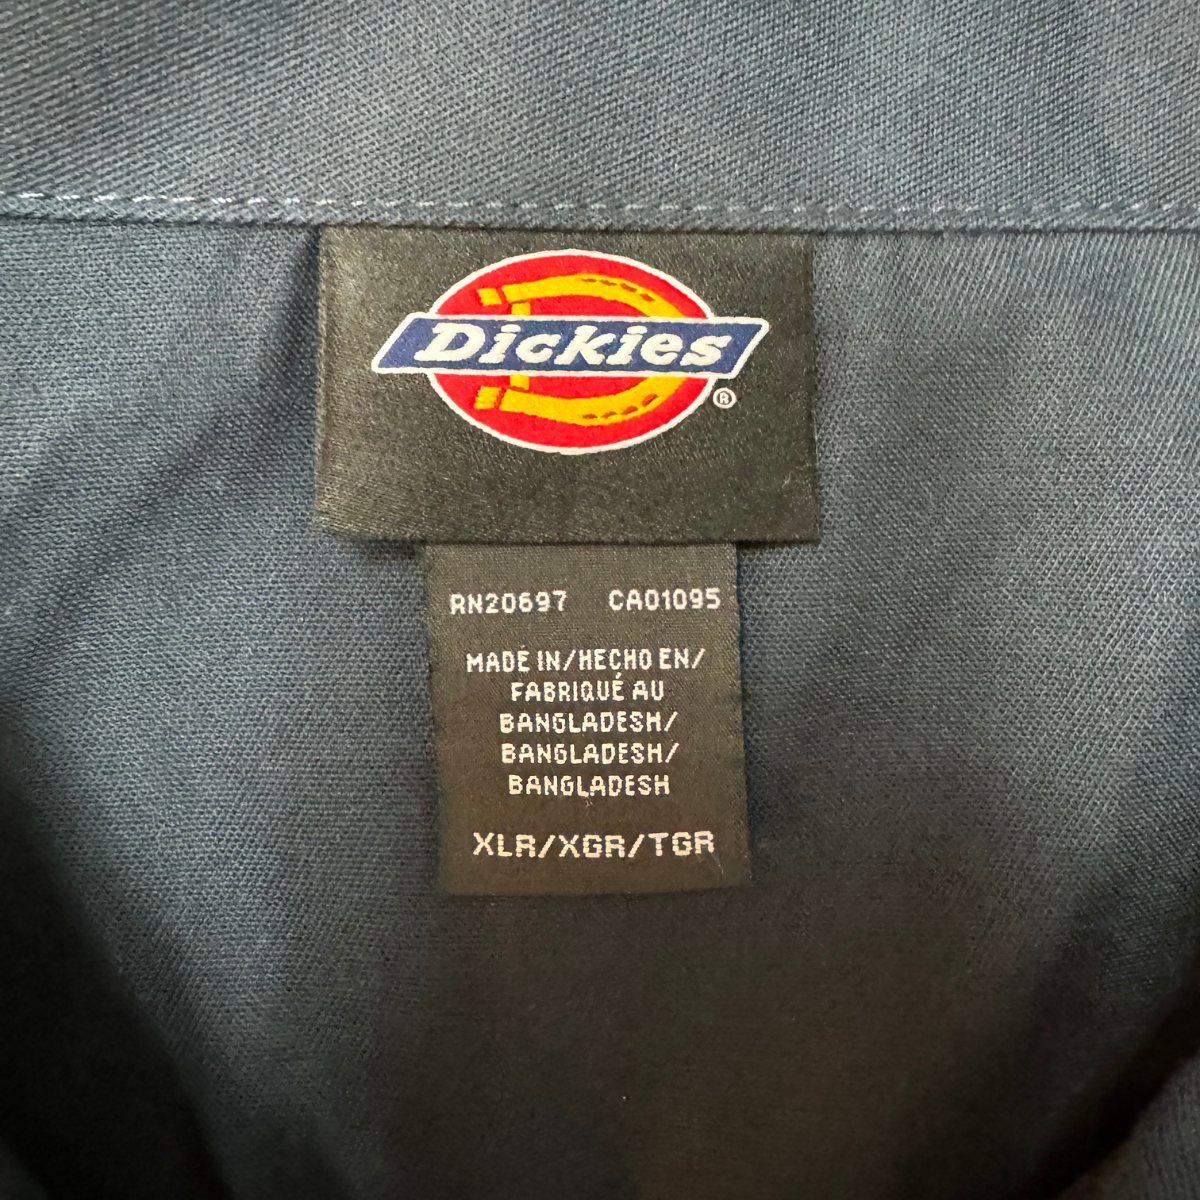 Dickies
®
RN20697 CA01095
MADE IN/HECHO EN/
FABRIQUÉ AU
BANGLADESH/
BANGLADESH/
BANGLADESH
XLR/XGR/TGR